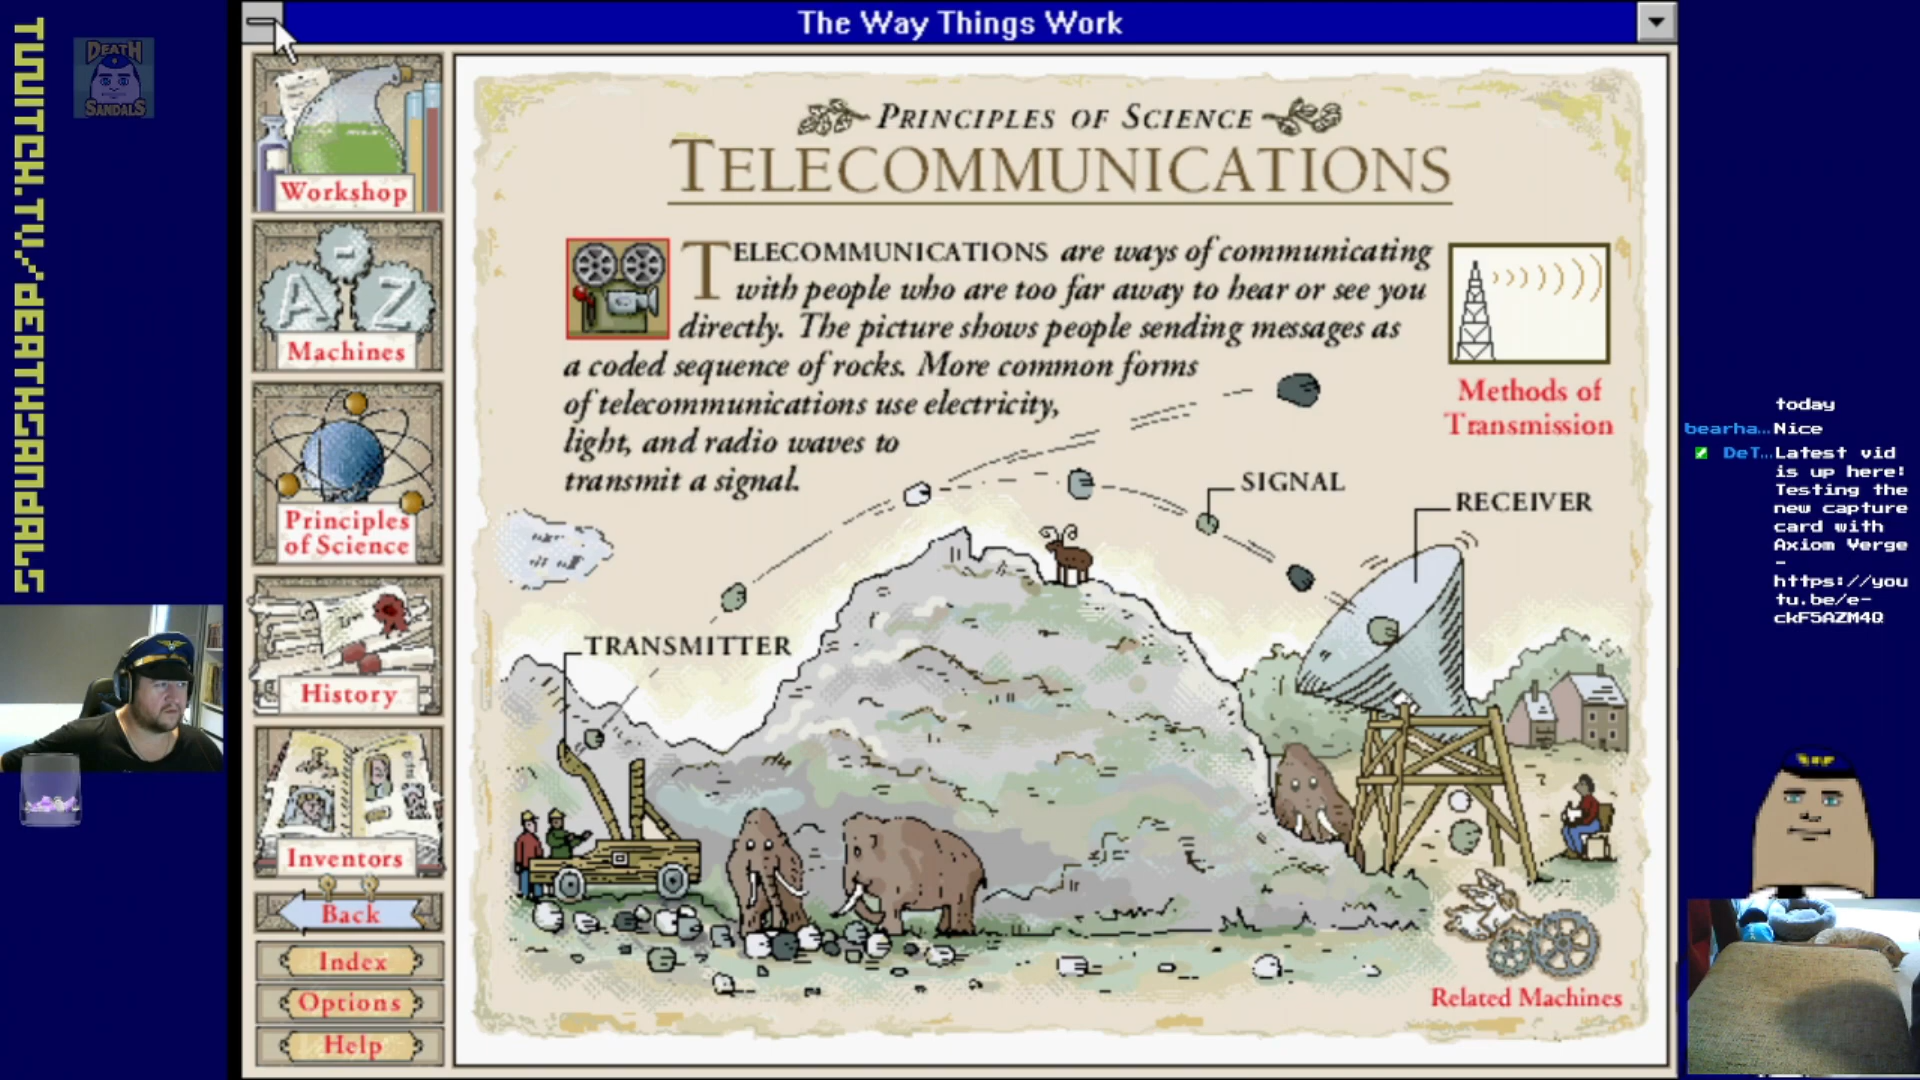 TWITCH.TV/DEATHSANDALS
DEATH
SANDALS
The Way Things Work
Workshop
A - Z
Machines
Principles
of Science
History
Inventors
Back
Index
Options
Help
PRINCIPLES OF SCIENCE
TELECOMMUNICATIONS
TELECOMMUNICATIONS are ways of communicating
with people who are too far away to hear or see you
directly. The picture shows people sending messages as
a coded sequence of rocks. More common forms
of telecommunications use electricity,
light, and radio waves to
transmit a signal.
Methods of
Transmission
SIGNAL
RECEIVER
TRANSMITTER
Related Machines
today
bearha... Nice
DeT... Latest vid
is up here!
Testing the
new capture
card with
Axiom Verge
-
https://you
tu.be/e-
ckF5AZM4Q